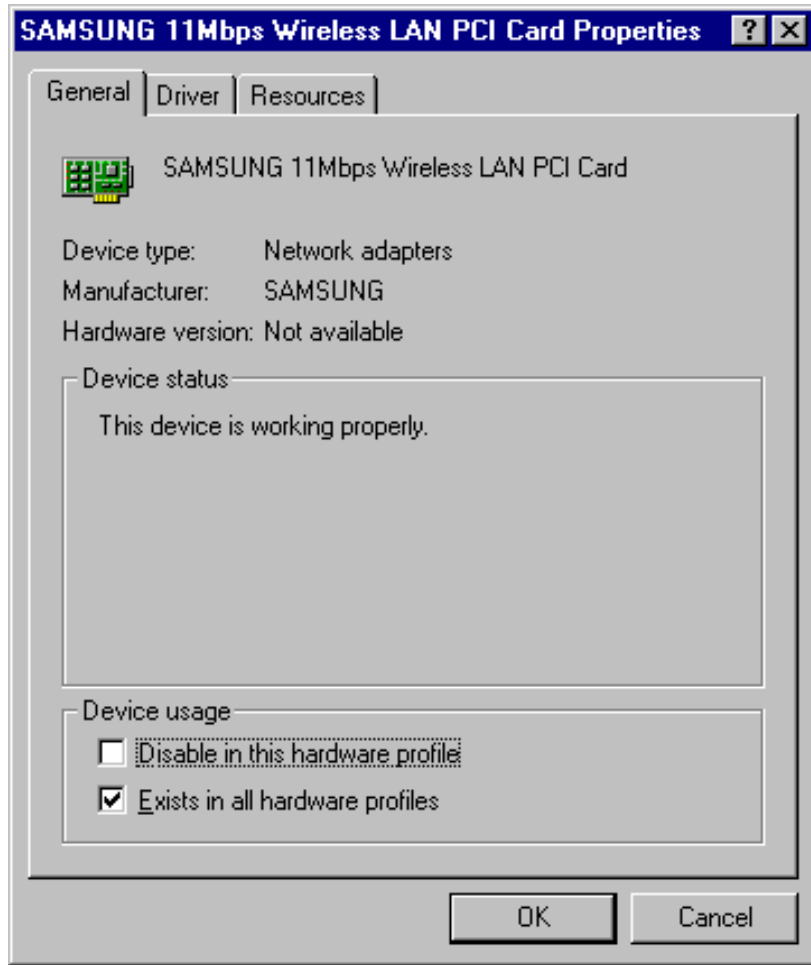 SAMSUNG 11Mbps Wireless LAN PCI Card Properties
General Driver Resources
SAMSUNG 11Mbps Wireless LAN PCI Card
Device type: Network adapters
Manufacturer: SAMSUNG
Hardware version: Not available
Device status
This device is working properly.
Device usage
Disable in this hardware profile
Exists in all hardware profiles
OK Cancel